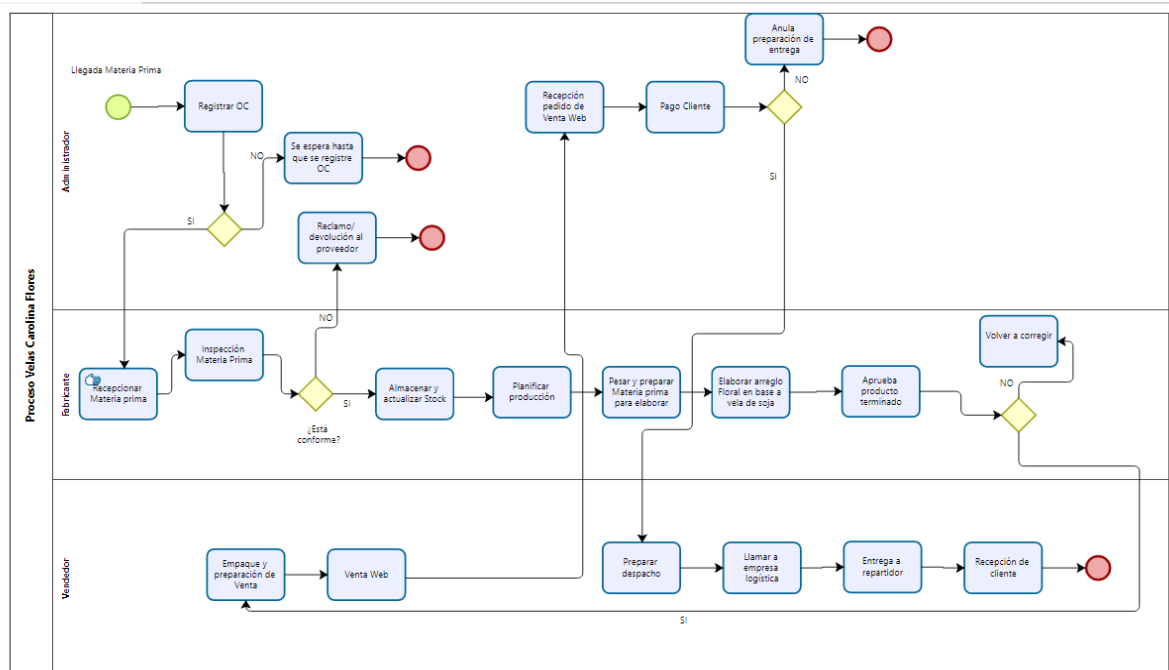 Proceso Velas Carolina Flores
Administrador
Llegada Materia Prima
Registrar OC
NO
Se espera hasta
que se registre
OC
SI
Reclamo/
devolución al
proveedor
Recepción
pedido de
Venta Web
Pago Cliente
Anula
preparación de
entrega
NO
Si
Fabricante
Recepcionar
Materia prima
Inspección
Materia Prima
NO
¿Está
conforme?
SI
Almacenar y
actualizar Stock
Planificar
producción
Pesar y preparar
Materia prima
para elaborar
Elaborar arreglo
Floral en base a
vela de soja
Aprueba
producto
terminado
NO
Volver a corregir
Vendedor
Empaque y
preparación de
Venta
Venta Web
Preparar
despacho
Llamar a
empresa
logística
Entrega a
repartidor
Recepción de
cliente
SI